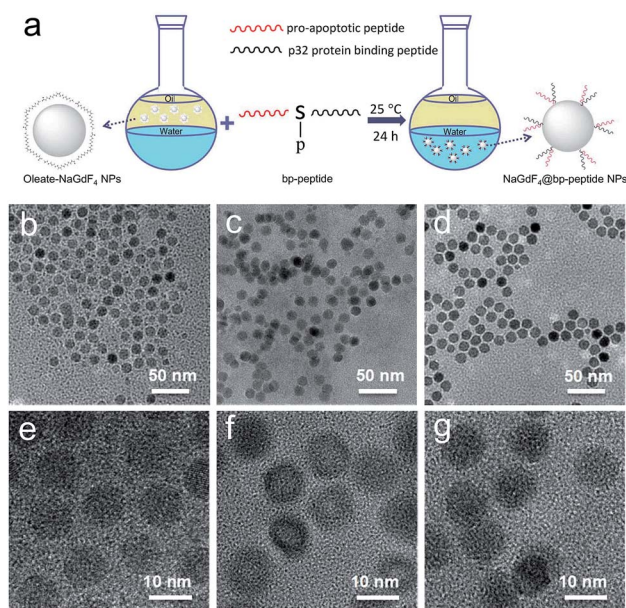 a
pro-apoptotic peptide
p32 protein binding peptide
Oil
Water
Oleate-NaGdF₄ NPs
+
S
p
bp-peptide
25 °C
24 h
Oil
Water
NaGdF₄@bp-peptide NPs
b
50 nm
c
50 nm
d
50 nm
e
10 nm
f
10 nm
g
10 nm